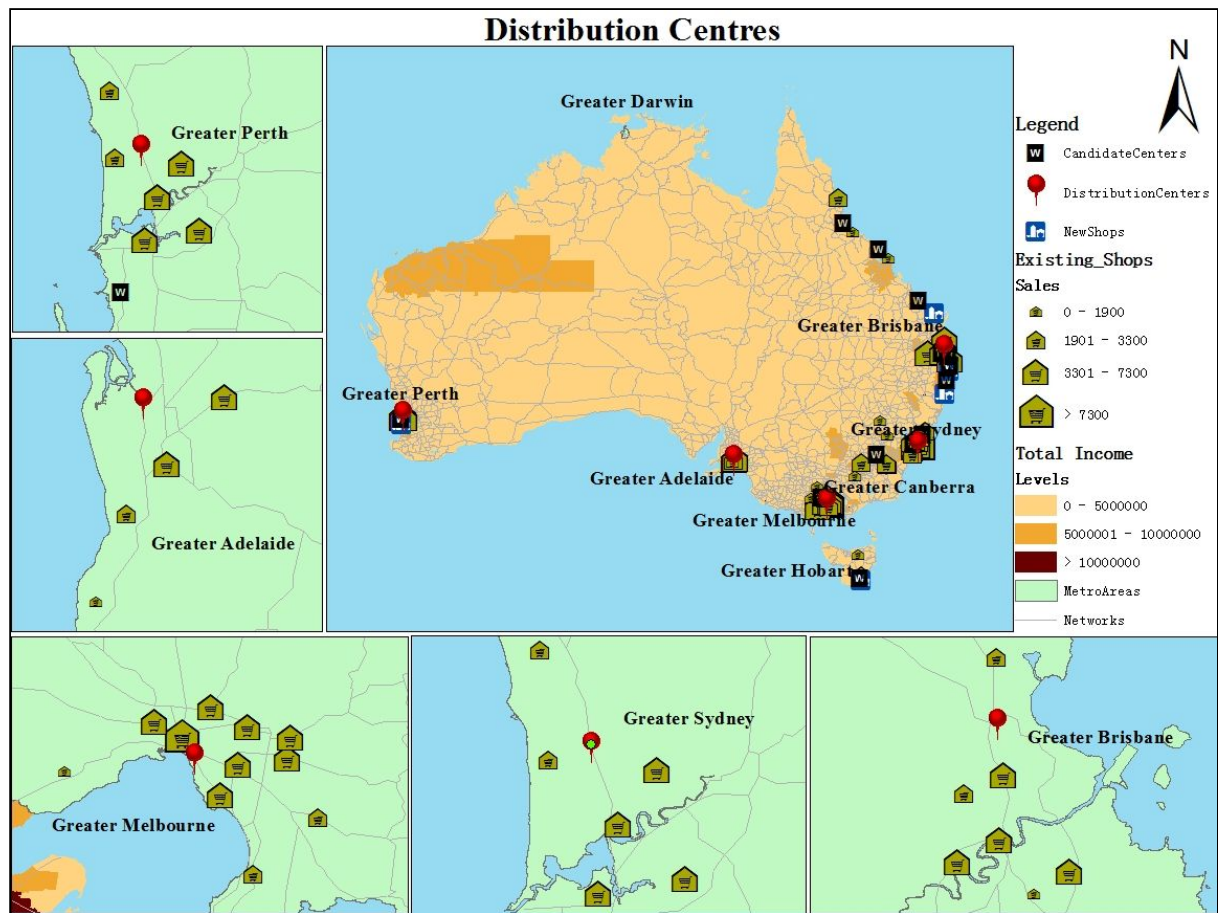 Distribution Centres
Greater Perth
Greater Adelaide
Greater Darwin
Greater Brisbane
Greater Perth
Greater Sydney
Greater Adelaide
Greater Canberra
Greater Melbourne
Greater Hobart
N
Legend
W CandidateCenters
DistributionCenters
NewShops
Existing_Shops
Sales
0 - 1900
1901 - 3300
3301 - 7300
> 7300
Total Income
Levels
0 - 5000000
5000001 - 10000000
> 10000000
MetroAreas
Networks
Greater Melbourne
Greater Sydney
Greater Brisbane